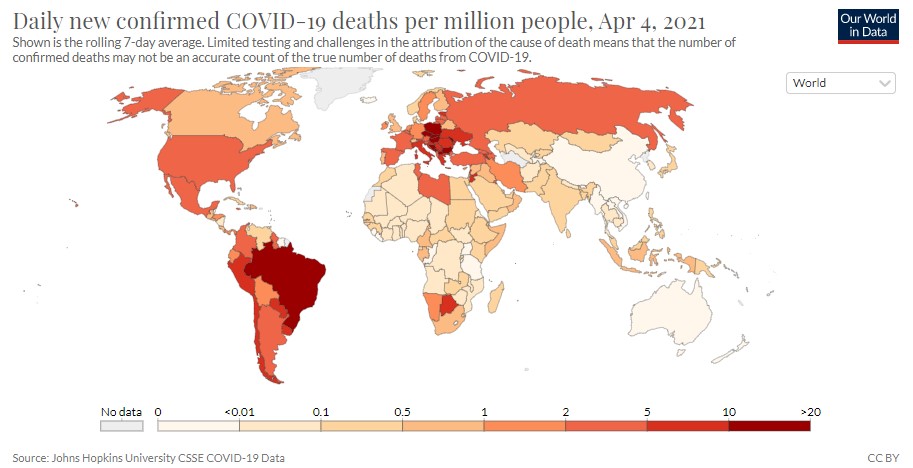 Daily new confirmed COVID-19 deaths per million people, Apr 4, 2021
Shown is the rolling 7-day average. Limited testing and challenges in the attribution of the cause of death means that the number of
confirmed deaths may not be an accurate count of the true number of deaths from COVID-19.
Our World
in Data
World
No data 0 <0.01 0.1 0.5 1 2 5 10 >20
Source: Johns Hopkins University CSSE COVID-19 Data
CC BY